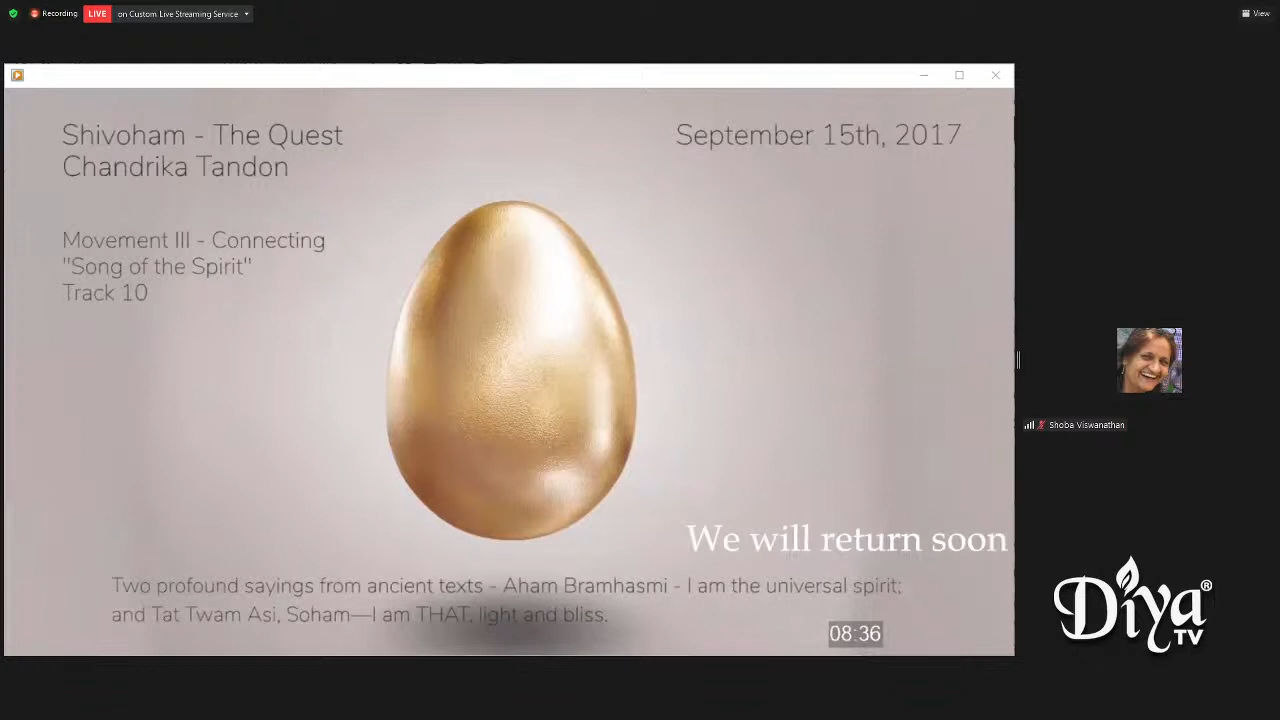 Recording
LIVE
on Custom Live Streaming Service
View
Shivoham - The Quest
Chandrika Tandon
September 15th, 2017
Movement III - Connecting
"Song of the Spirit"
Track 10
Shoba Viswanathan
We will return soon
Two profound sayings from ancient texts - Aham Bramhasmi - I am the universal spirit;
and Tat Twam Asi, Soham—I am THAT, light and bliss.
08:36
Diya®
TV